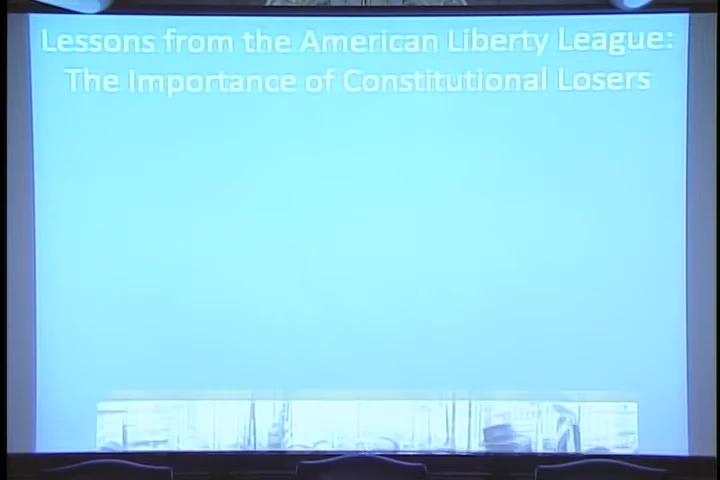 Lessons from the American Liberty League:
The Importance of Constitutional Losers